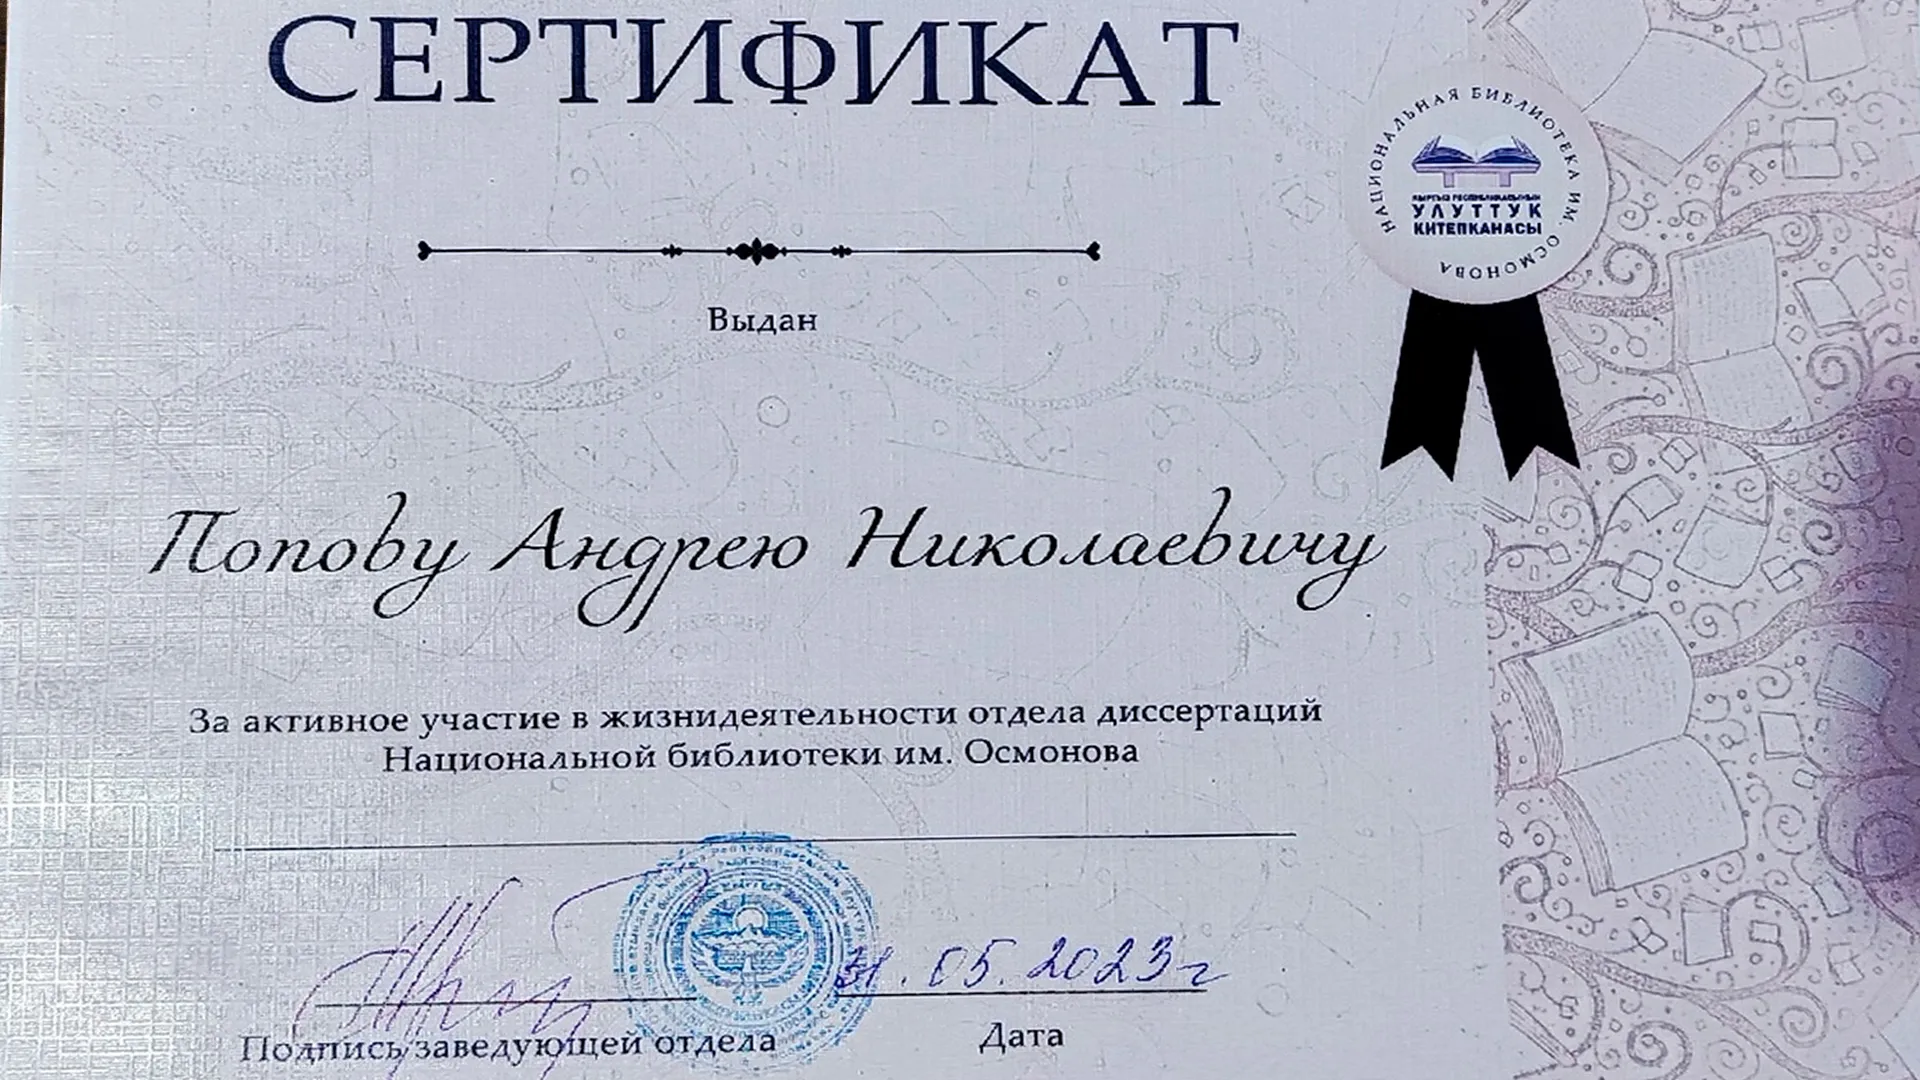 СЕРТИФИКАТ
НАЦИОНАЛЬНАЯ БИБЛИОТЕКА ИМ. ОСМОНОВА
КЫРГЫЗ РЕСПУБЛИКАСЫНЫН
УЛУТТУК
КИТЕПКАНАСЫ
Выдан
Попову Андрею Николаевичу
За активное участие в жизнидеятельности отдела диссертаций
Национальной библиотеки им. Осмонова
31.05.2023г
Подпись заведующей отдела
Дата